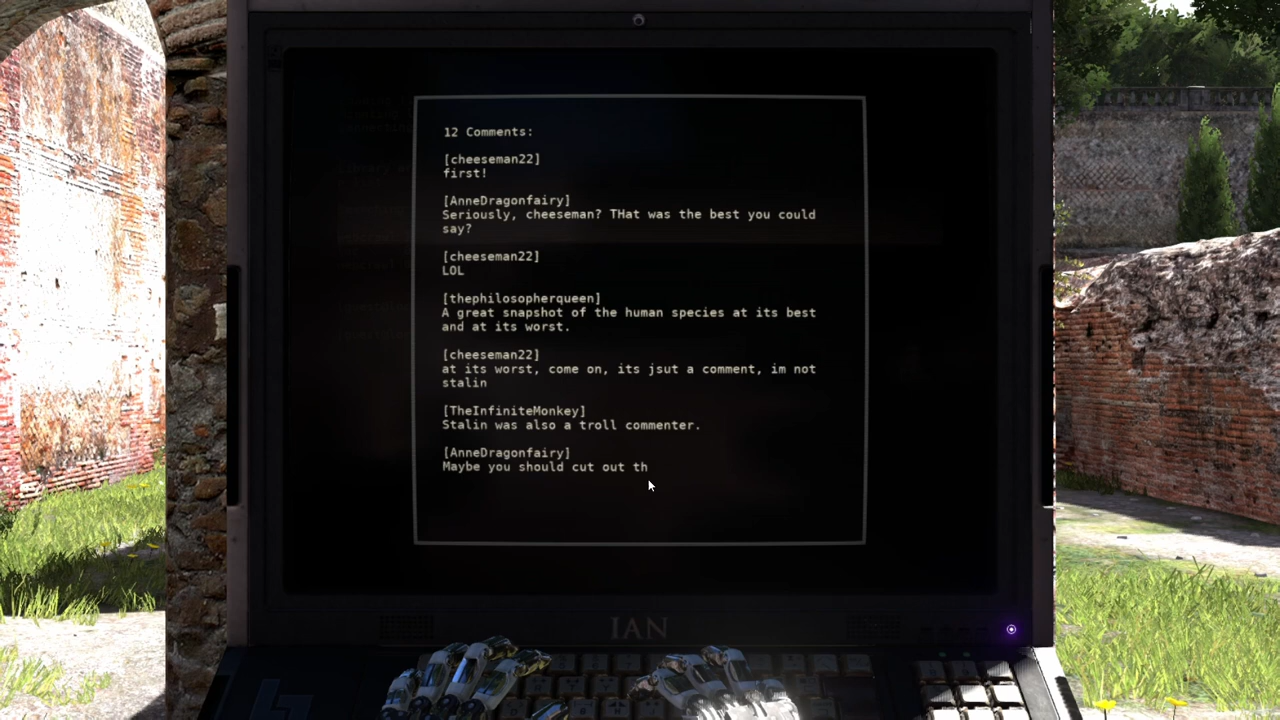 12 Comments:
[cheeseman22]
first!
[AnneDragonfairy]
Seriously, cheeseman? THat was the best you could
say?
[cheeseman22]
LOL
[thephilosopherqueen]
A great snapshot of the human species at its best
and at its worst.
[cheeseman22]
at its worst, come on, its jsut a comment, im not
stalin
[TheInfiniteMonkey]
Stalin was also a troll commenter.
[AnneDragonfairy]
Maybe you should cut out th
IAN